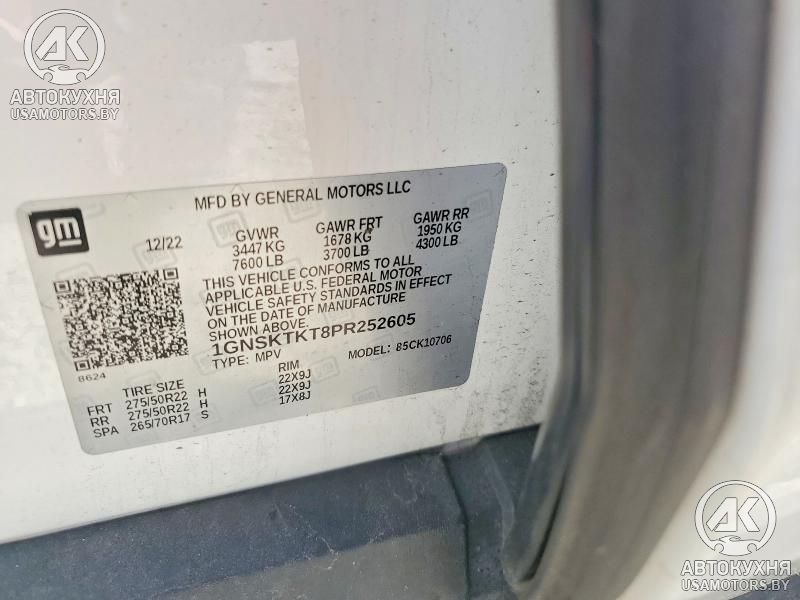 AK
АВТОКУХНЯ
USAMOTORS.BY
MFD BY GENERAL MOTORS LLC
gm
12/22
GVWR
3447 KG
7600 LB
GAWR FRT
1678 KG
3700 LB
GAWR RR
1950 KG
4300 LB
THIS VEHICLE CONFORMS TO ALL
APPLICABLE U.S. FEDERAL MOTOR
VEHICLE SAFETY STANDARDS IN EFFECT
ON THE DATE OF MANUFACTURE
SHOWN ABOVE.
1GNSKTKT8PR252605
TYPE: MPV MODEL: 85CK10706
8624
TIRE SIZE RIM
FRT 275/50R22 H 22X9J
RR 275/50R22 H 22X9J
SPA 265/70R17 S 17X8J
AK
АВТОКУХНЯ
USAMOTORS.BY